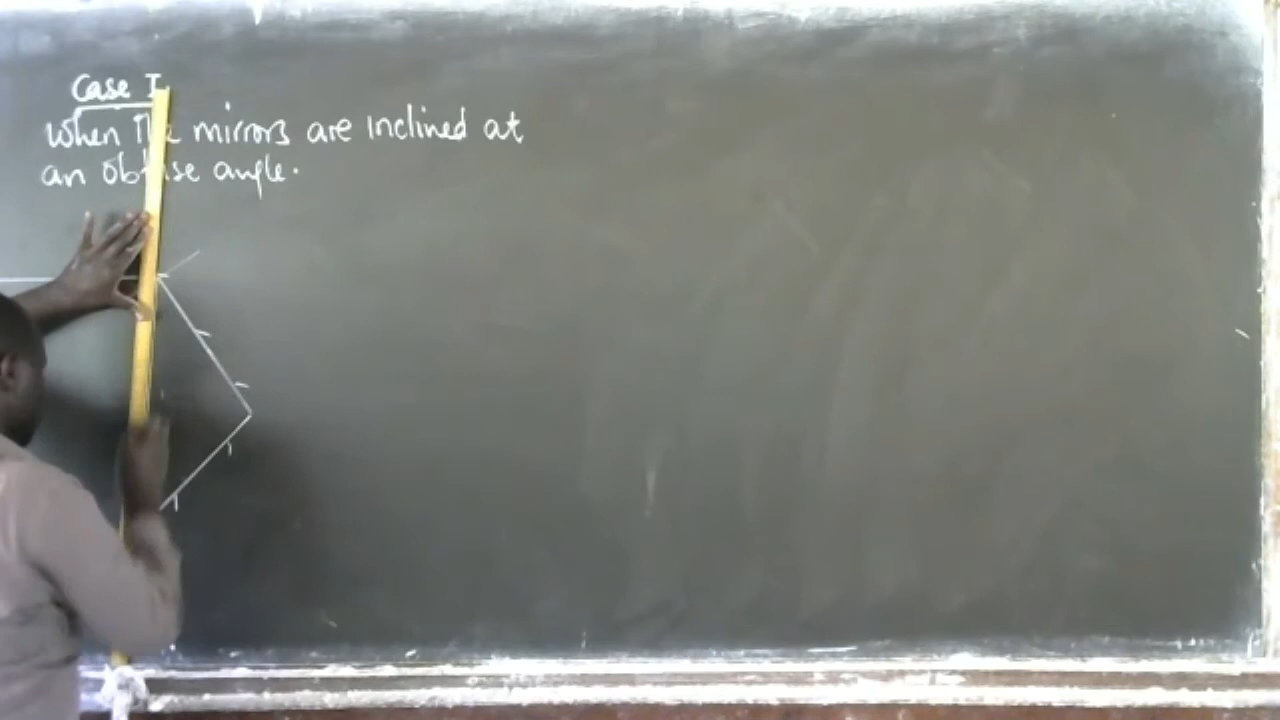 Case I
When the mirrors are inclined at
an obtuse angle.